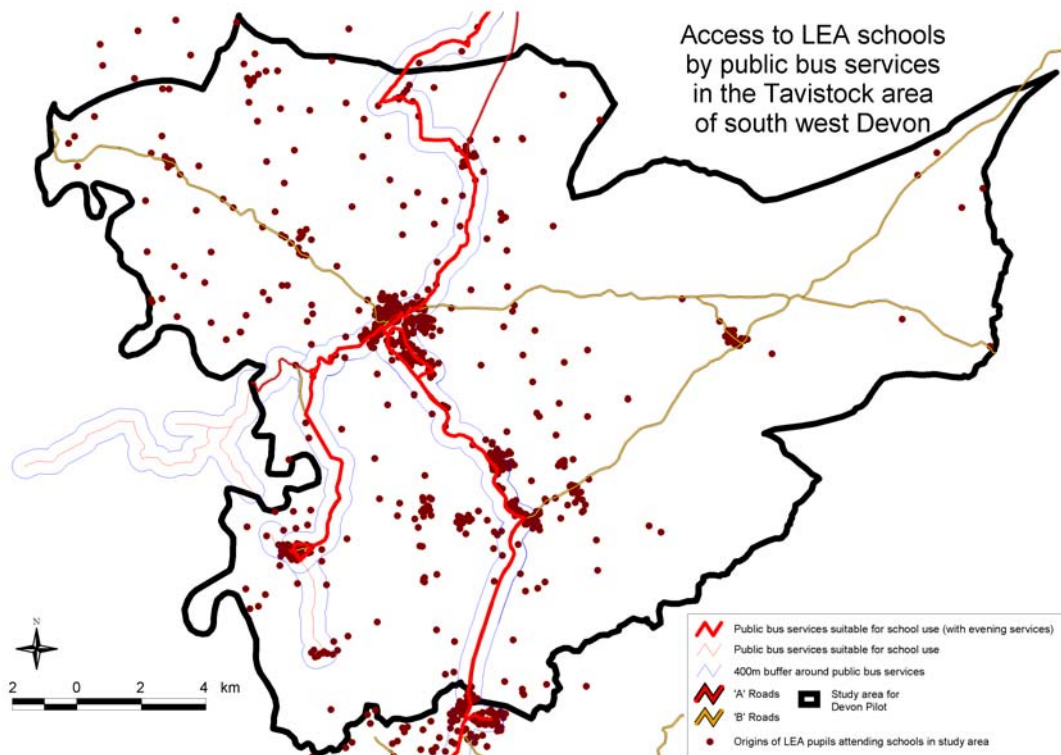 Access to LEA schools
by public bus services
in the Tavistock area
of south west Devon
N
2 0 2 4 km
Public bus services suitable for school use (with evening services)
Public bus services suitable for school use
400m buffer around public bus services
'A' Roads
Study area for
Devon Pilot
'B' Roads
Origins of LEA pupils attending schools in study area